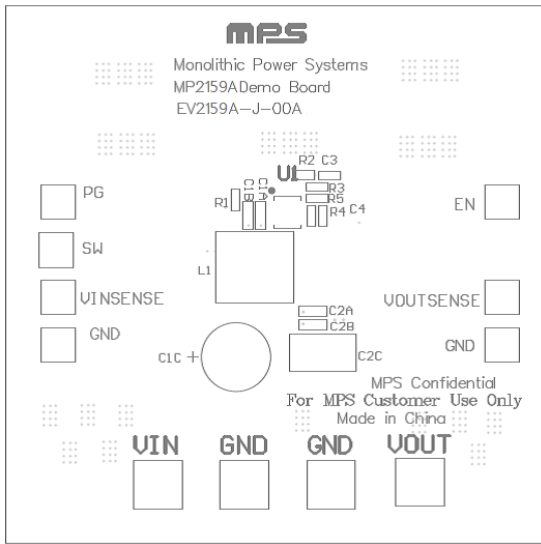 mps
Monolithic Power Systems
MP2159ADemo Board
EV2159A-J-00A
R2 C3
U1
C1B C1A
R3
R5
R1
R4 C4
PG
EN
SW
L1
VINSENSE
VOUTSENSE
C2A
C2B
GND
GND
C1C +
C2C
MPS Confidential
For MPS Customer Use Only
Made in China
VIN GND GND VOUT